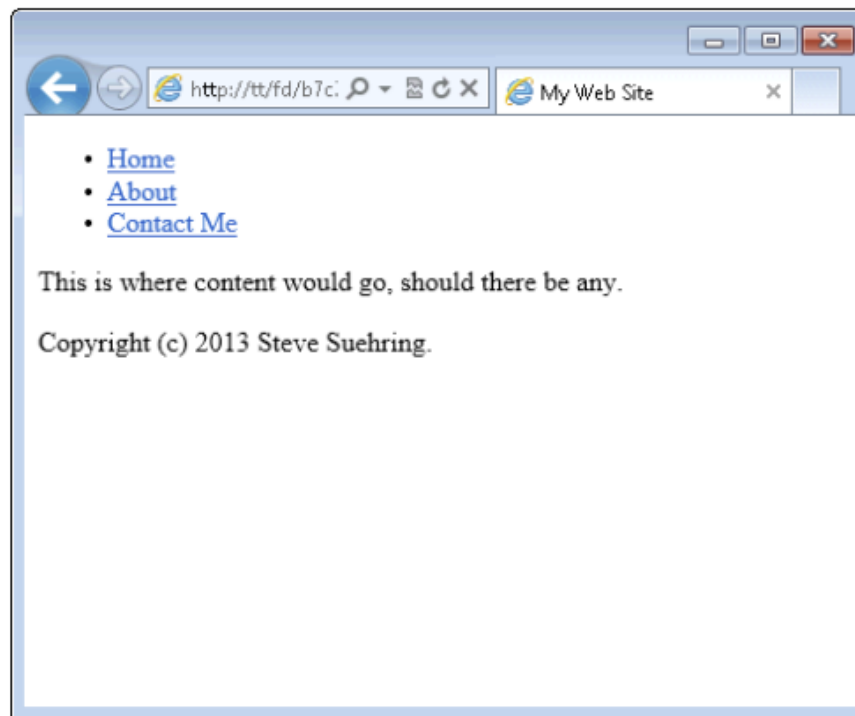 http://tt/fd/b7c
My Web Site
• Home
• About
• Contact Me
This is where content would go, should there be any.
Copyright (c) 2013 Steve Suehring.